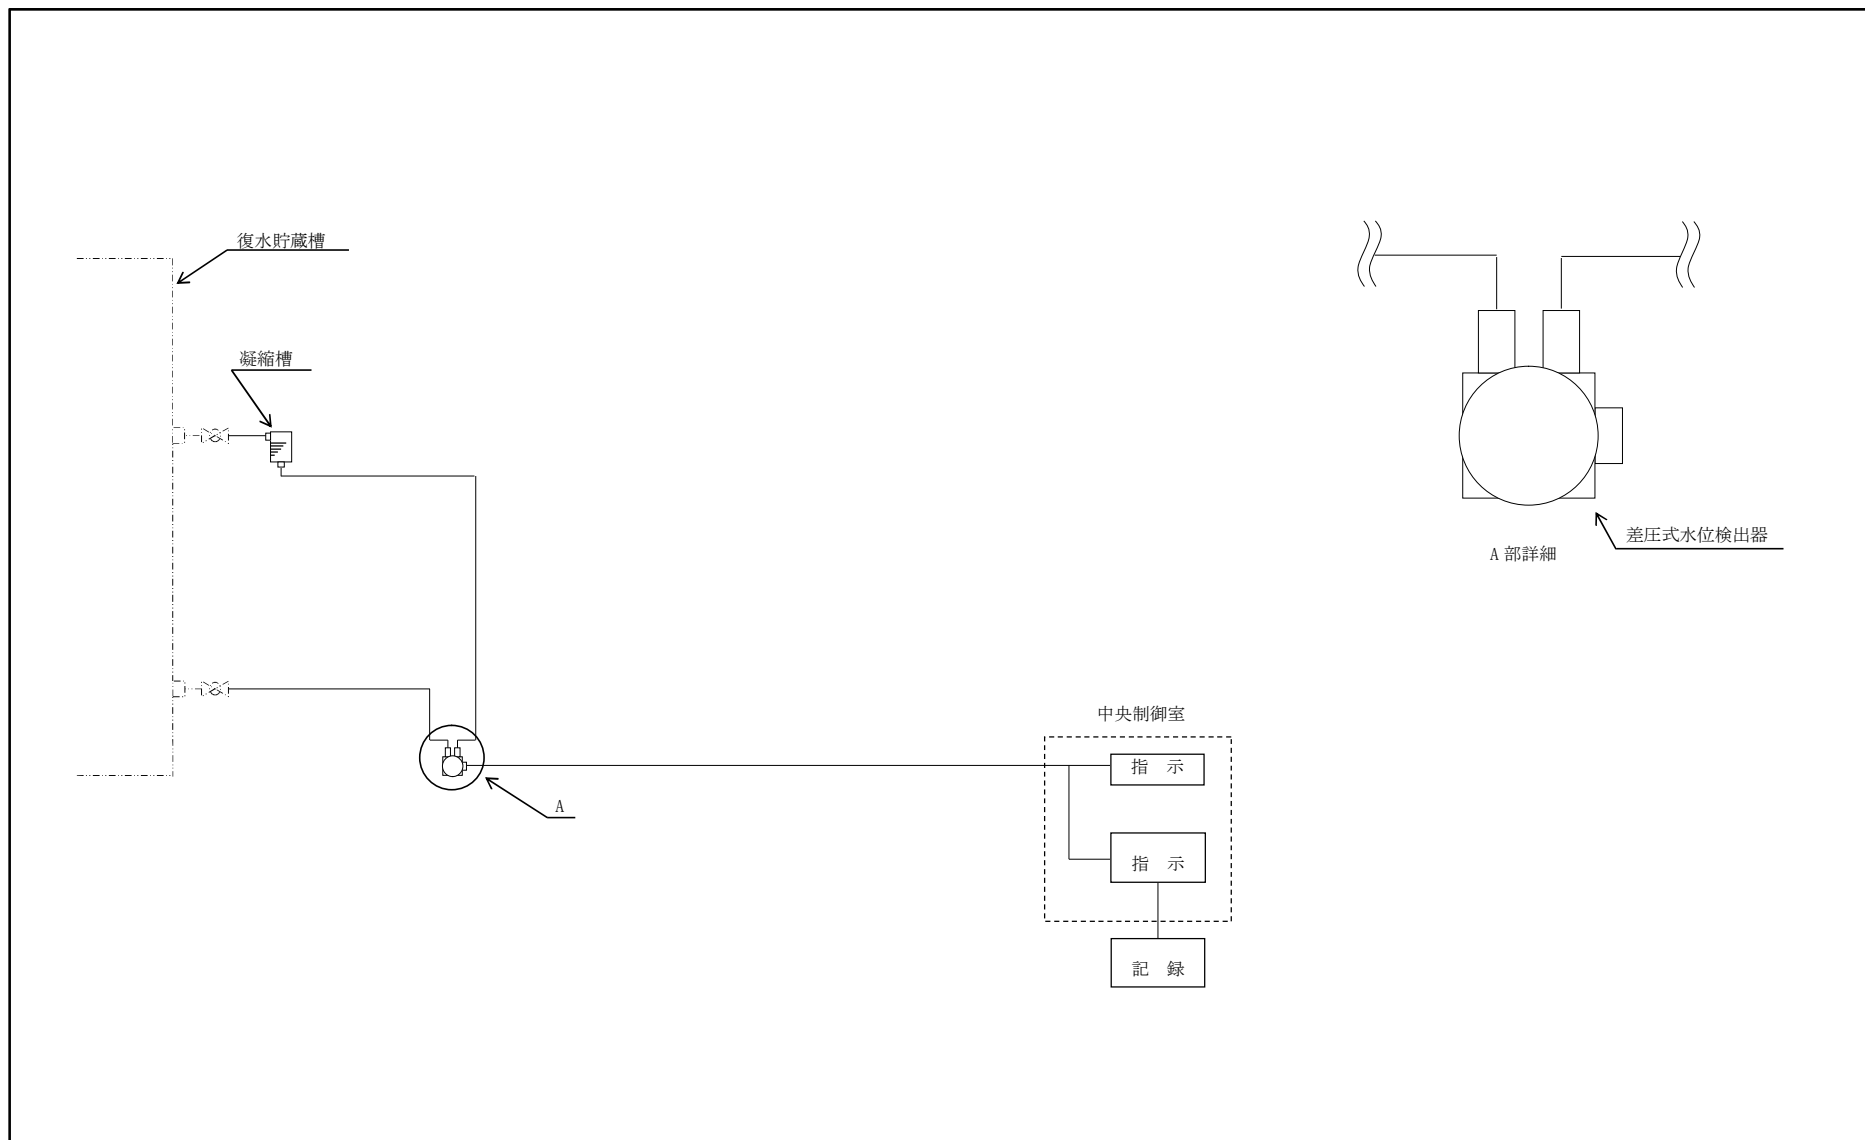 復水貯蔵槽
凝縮槽
差圧式水位検出器
A 部詳細
中央制御室
指 示
A
指 示
記 録